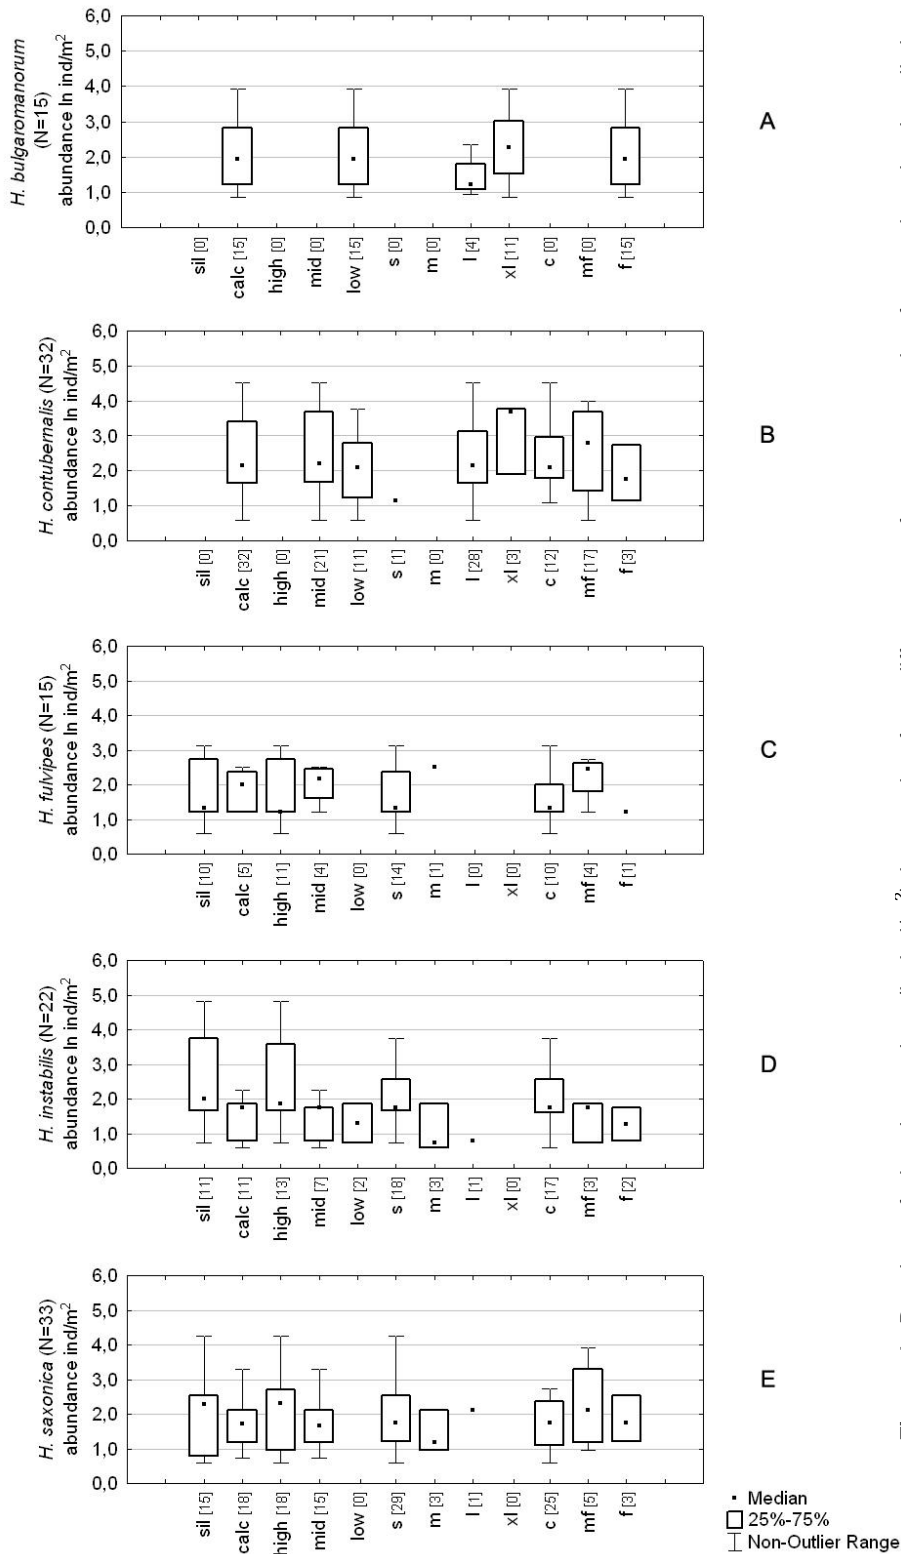 H. bulgaromanorum
(N=15)
abundance ln ind/m²
6,0
5,0
4,0
3,0
2,0
1,0
0,0
sil [0]
calc [15]
high [0]
mid [0]
low [15]
s [0]
m [0]
l [4]
xl [11]
c [0]
mf [0]
f [15]
A
H. contubernalis (N=32)
abundance ln ind/m²
6,0
5,0
4,0
3,0
2,0
1,0
0,0
sil [0]
calc [32]
high [0]
mid [21]
low [11]
s [1]
m [0]
l [28]
xl [3]
c [12]
mf [17]
f [3]
B
H. fulvipes (N=15)
abundance ln ind/m²
6,0
5,0
4,0
3,0
2,0
1,0
0,0
sil [10]
calc [5]
high [11]
mid [4]
low [0]
s [14]
m [1]
l [0]
xl [0]
c [10]
mf [4]
f [1]
C
H. instabilis (N=22)
abundance ln ind/m²
6,0
5,0
4,0
3,0
2,0
1,0
0,0
sil [11]
calc [11]
high [13]
mid [7]
low [2]
s [18]
m [3]
l [1]
xl [0]
c [17]
mf [3]
f [2]
D
H. saxonica (N=33)
abundance ind/m²
6,0
5,0
4,0
3,0
2,0
1,0
0,0
sil [15]
calc [18]
high [18]
mid [15]
low [0]
s [29]
m [3]
l [1]
xl [0]
c [25]
mf [5]
f [3]
E
Median
25%-75%
Non-Outlier Range